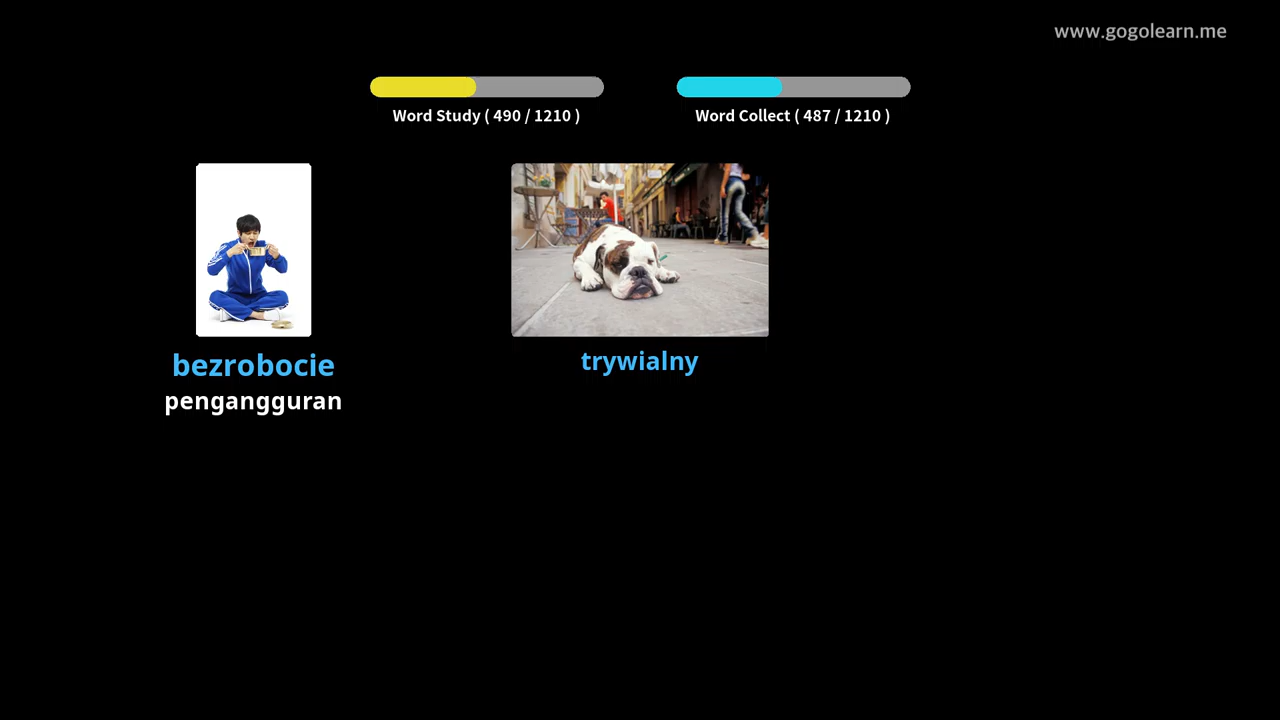 www.gogolearn.me
Word Study ( 490 / 1210 )
Word Collect ( 487 / 1210 )
bezrobocie
pengangguran
trywialny